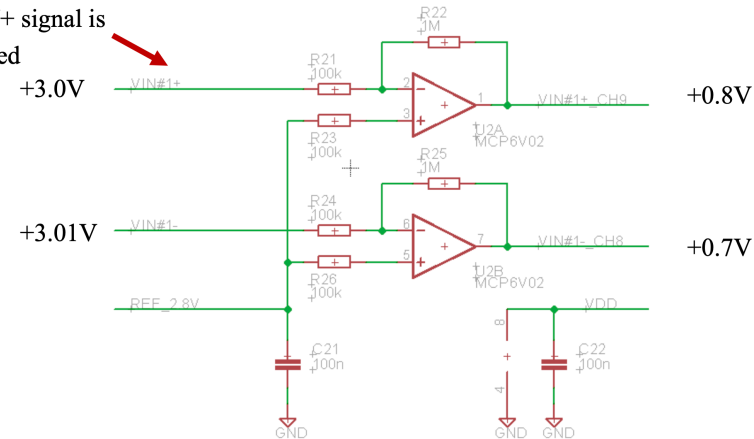 + signal is
ed
+3.0V
VIN#1+
R21
100k
R22
1M
2
3
1
VIN#1+_CH9
+0.8V
R23
100k
U2A
MCP6V02
R24
100k
R25
1M
+3.01V
VIN#1-
6
5
7
VIN#1-_CH8
+0.7V
R26
100k
U2B
MCP6V02
REF_2.8V
VDD
8
4
C21
100n
C22
100n
GND
GND
GND